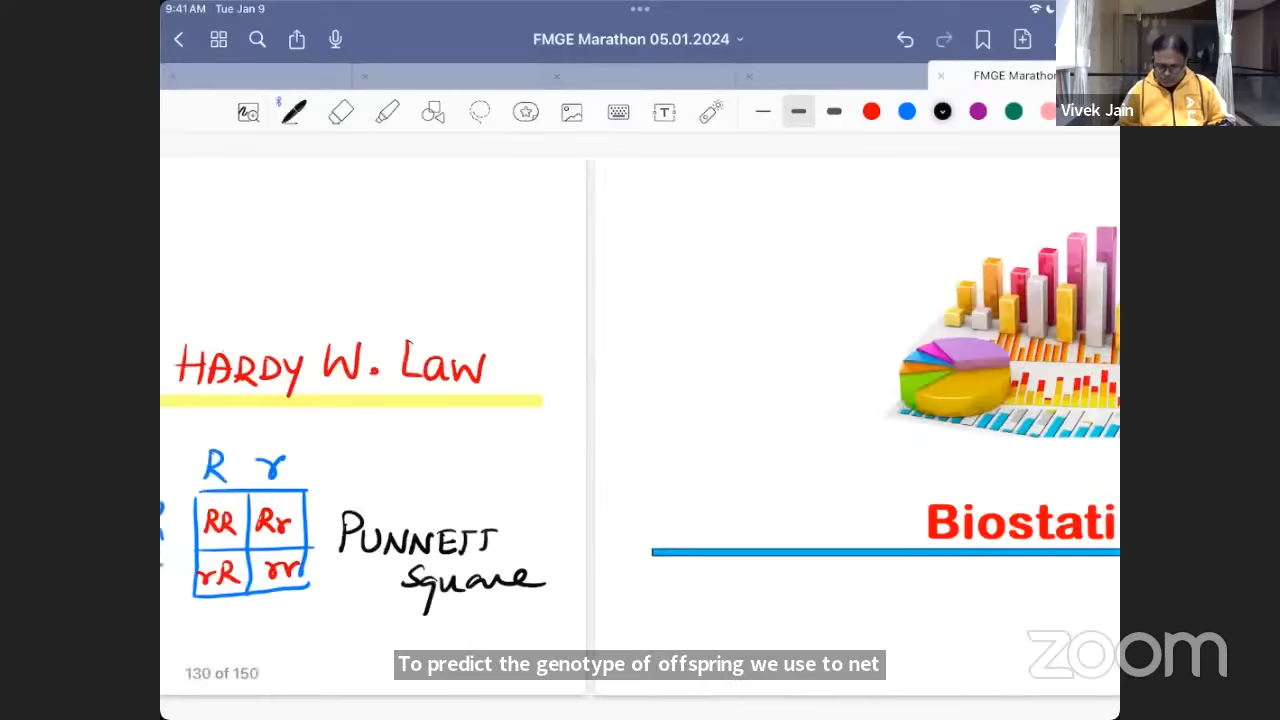 9:41 AM Tue Jan 9
FMGE Marathon 05.01.2024
FMGE Marathon
Vivek Jain
HARDY W. LAW
R r
RR Rr
rR rr
PUNNETT
square
Biostati
130 of 150
To predict the genotype of offspring we use to net
zoom